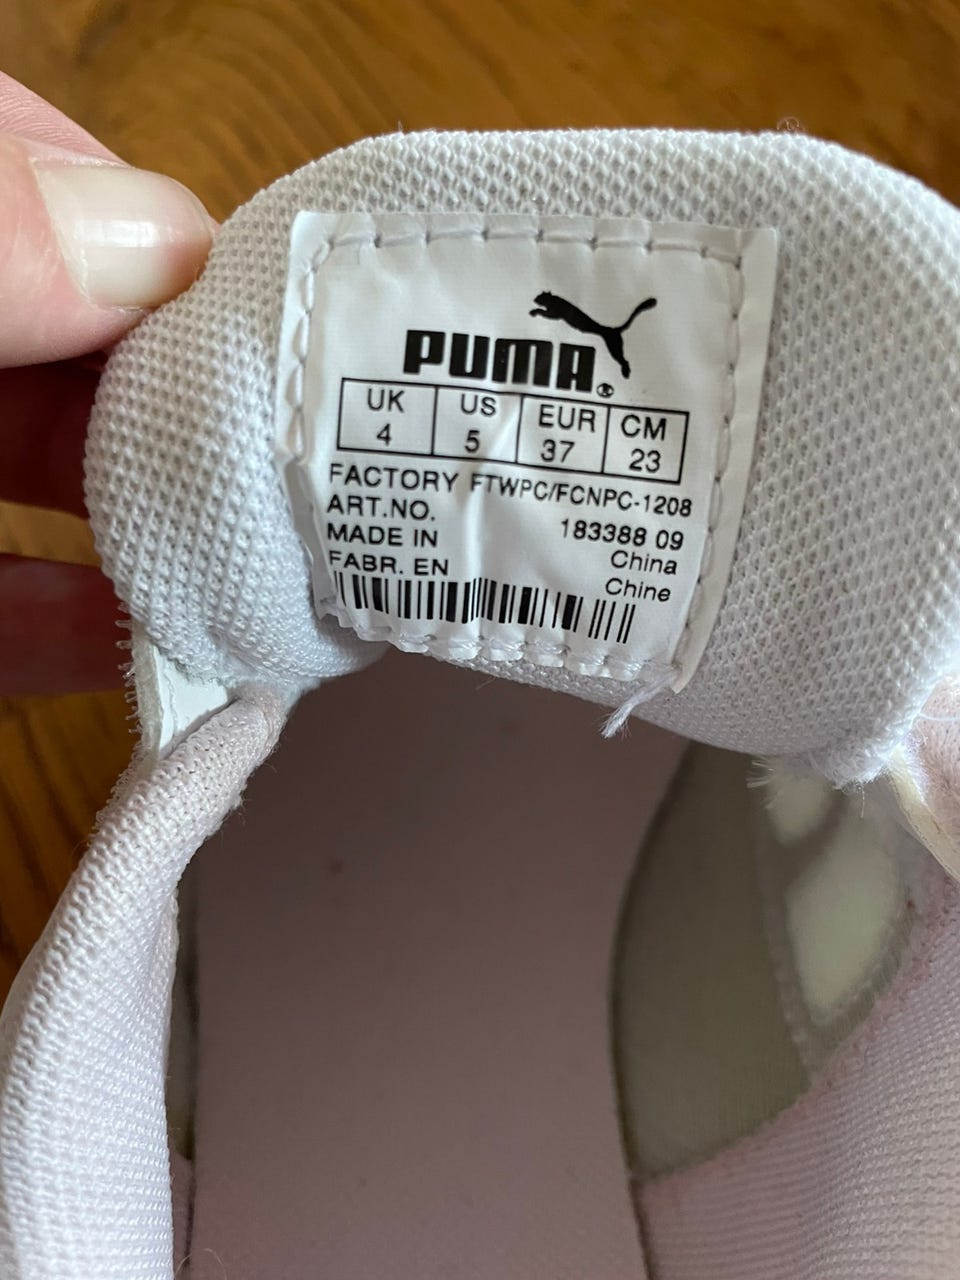 PUMA®
UK US EUR CM
4 5 37 23
FACTORY FTWPC/FCNPC-1208
ART.NO. 183388 09
MADE IN China
FABR. EN Chine